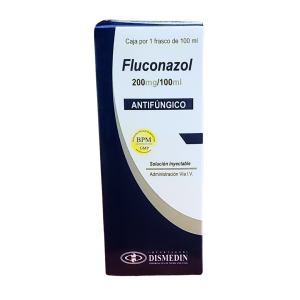 Caja por 1 frasco de 100 ml
Fluconazol
200mg/100ml
ANTIFÚNGICO
BPM
GMP
Solución Inyectable
Administración Vía I.V.
DISMEDIN